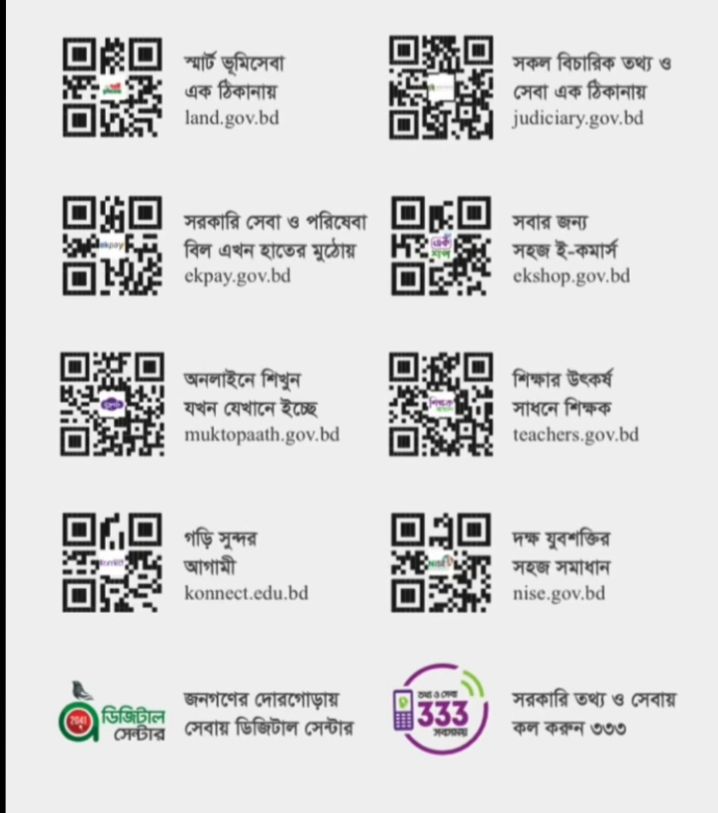 স্মার্ট ভূমিসেবা
এক ঠিকানায়
land.gov.bd
সকল বিচারিক তথ্য ও
সেবা এক ঠিকানায়
judiciary.gov.bd
সরকারি সেবা ও পরিষেবা
বিল এখন হাতের মুঠোয়
ekpay.gov.bd
ekpay
সবার জন্য
সহজ ই-কমার্স
ekshop.gov.bd
একশপ
অনলাইনে শিখুন
যখন যেখানে ইচ্ছে
muktopaath.gov.bd
শিক্ষার উৎকর্ষ
সাধনে শিক্ষক
teachers.gov.bd
শিক্ষক
গড়ি সুন্দর
আগামী
konnect.edu.bd
konnect
দক্ষ যুবশক্তির
সহজ সমাধান
nise.gov.bd
2041
ডিজিটাল
সেন্টার
জনগণের দোরগোড়ায়
সেবায় ডিজিটাল সেন্টার
তথ্য ও সেবা
333
সবসময়
সরকারি তথ্য ও সেবায়
কল করুন ৩৩৩